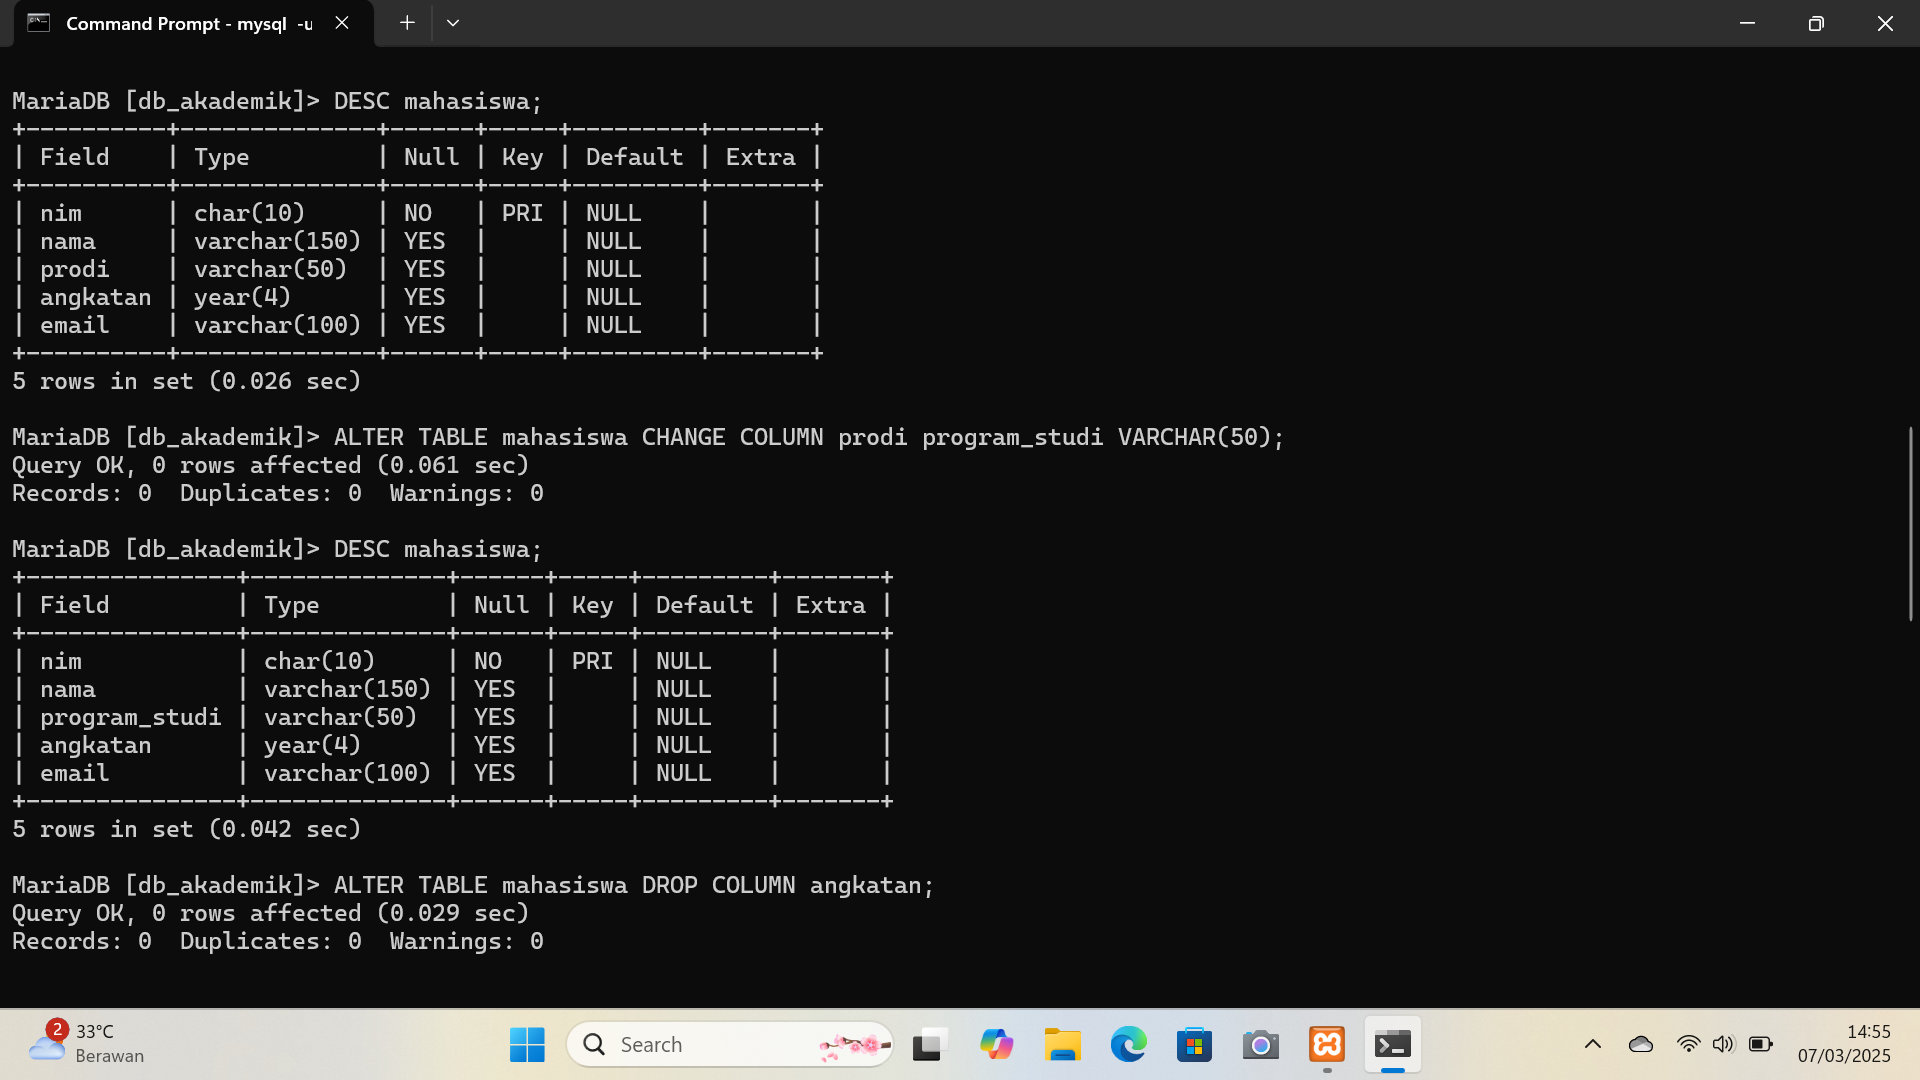 Command Prompt - mysql  -u
MariaDB [db_akademik]> DESC mahasiswa;
+----------+--------------+------+-----+---------+-------+
| Field    | Type         | Null | Key | Default | Extra |
+----------+--------------+------+-----+---------+-------+
| nim      | char(10)     | NO   | PRI | NULL    |       |
| nama     | varchar(150) | YES  |     | NULL    |       |
| prodi    | varchar(50)  | YES  |     | NULL    |       |
| angkatan | year(4)      | YES  |     | NULL    |       |
| email    | varchar(100) | YES  |     | NULL    |       |
+----------+--------------+------+-----+---------+-------+
5 rows in set (0.026 sec)
MariaDB [db_akademik]> ALTER TABLE mahasiswa CHANGE COLUMN prodi program_studi VARCHAR(50);
Query OK, 0 rows affected (0.061 sec)
Records: 0  Duplicates: 0  Warnings: 0
MariaDB [db_akademik]> DESC mahasiswa;
+---------------+--------------+------+-----+---------+-------+
| Field         | Type         | Null | Key | Default | Extra |
+---------------+--------------+------+-----+---------+-------+
| nim           | char(10)     | NO   | PRI | NULL    |       |
| nama          | varchar(150) | YES  |     | NULL    |       |
| program_studi | varchar(50)  | YES  |     | NULL    |       |
| angkatan      | year(4)      | YES  |     | NULL    |       |
| email         | varchar(100) | YES  |     | NULL    |       |
+---------------+--------------+------+-----+---------+-------+
5 rows in set (0.042 sec)
MariaDB [db_akademik]> ALTER TABLE mahasiswa DROP COLUMN angkatan;
Query OK, 0 rows affected (0.029 sec)
Records: 0  Duplicates: 0  Warnings: 0
2
33°C
Berawan
Search
14:55
07/03/2025